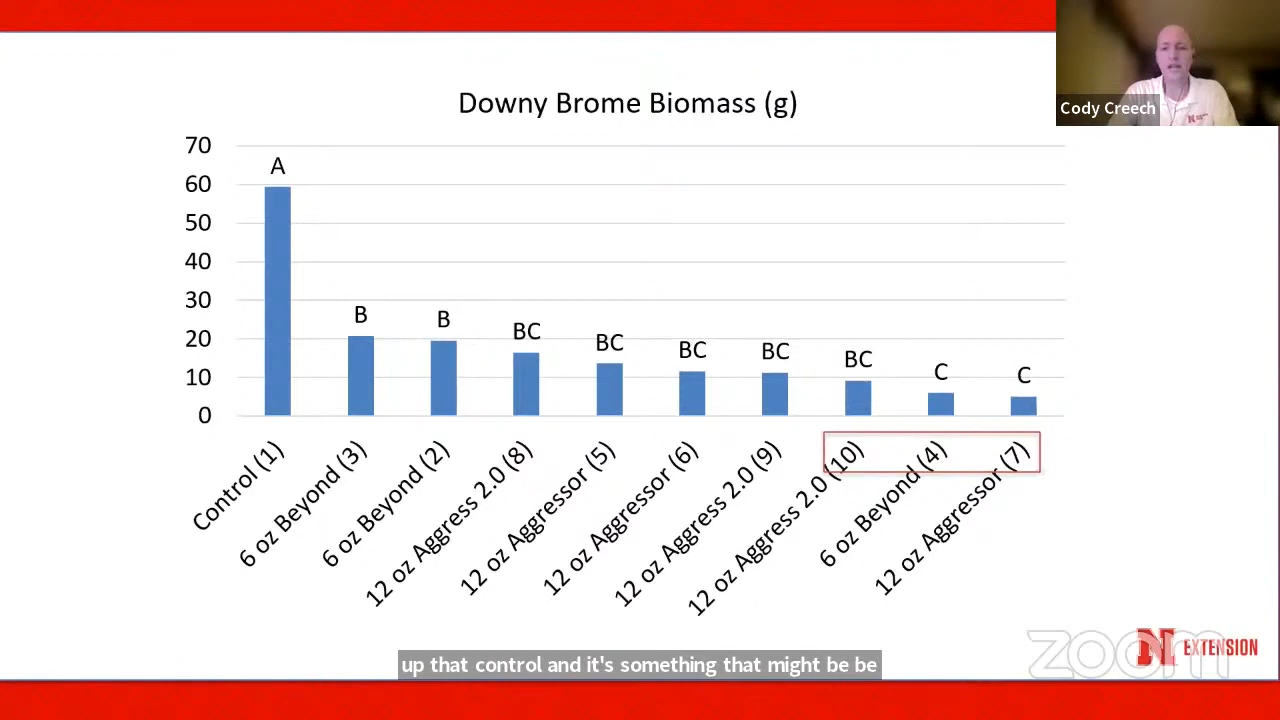 Cody Creech
Downy Brome Biomass (g)
70
60
50
40
30
20
10
0
A
B
B
BC
BC
BC
BC
BC
C
C
Control (1)
6 oz Beyond (3)
6 oz Beyond (2)
12 oz Aggress 2.0 (8)
12 oz Aggressor (5)
12 oz Aggressor (6)
12 oz Aggress 2.0 (9)
12 oz Aggress 2.0 (10)
6 oz Beyond (4)
12 oz Aggressor (7)
zoom
N EXTENSION
up that control and it's something that might be be